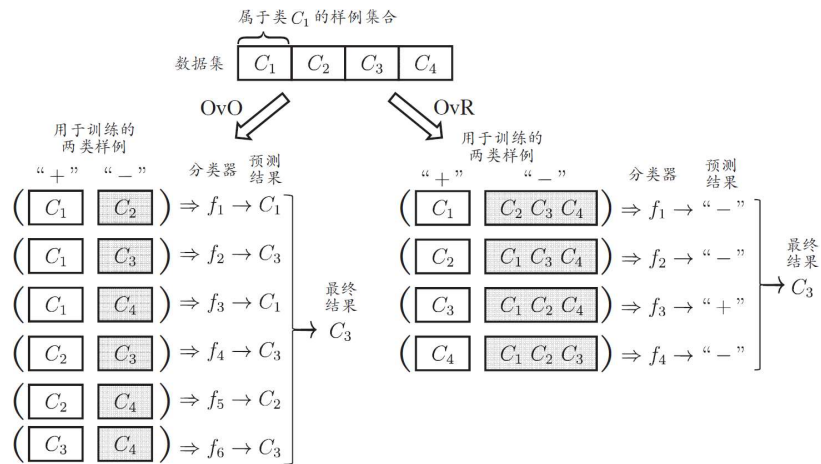 属于类 C₁ 的样例集合
数据集 C₁ C₂ C₃ C₄
OvO
用于训练的
两类样例
“+” “−” 分类器 预测结果
( C₁ C₂ ) ⇒ f₁ → C₁
( C₁ C₃ ) ⇒ f₂ → C₃
( C₁ C₄ ) ⇒ f₃ → C₁
( C₂ C₃ ) ⇒ f₄ → C₃
( C₂ C₄ ) ⇒ f₅ → C₂
( C₃ C₄ ) ⇒ f₆ → C₃
最终
结果
C₃
OvR
用于训练的
两类样例
“+” “−” 分类器 预测结果
( C₁ C₂ C₃ C₄ ) ⇒ f₁ → “−”
( C₂ C₁ C₃ C₄ ) ⇒ f₂ → “−”
( C₃ C₁ C₂ C₄ ) ⇒ f₃ → “+”
( C₄ C₁ C₂ C₃ ) ⇒ f₄ → “−”
最终
结果
C₃